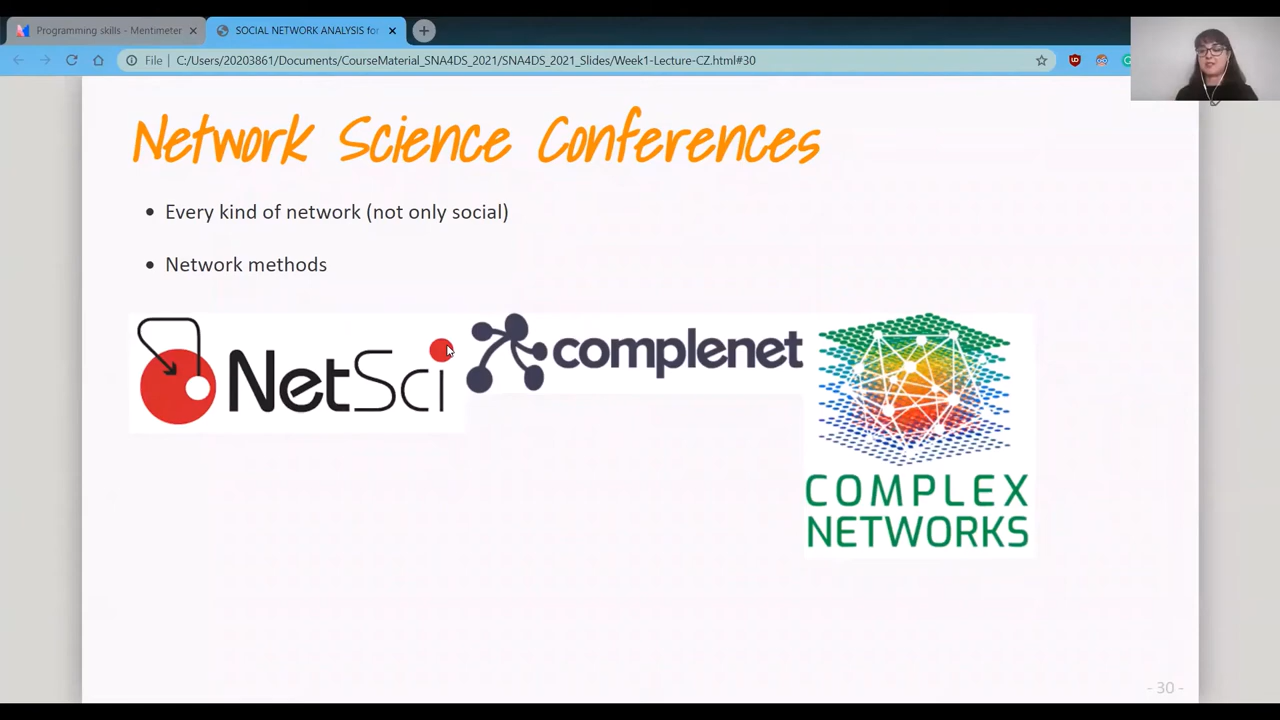 Programming skills - Mentimeter
SOCIAL NETWORK ANALYSIS for
File
C:/Users/20203861/Documents/CourseMaterial_SNA4DS_2021/SNA4DS_2021_Slides/Week1-Lecture-CZ.html#30
Network Science Conferences
Every kind of network (not only social)
Network methods
NetSci
complenet
COMPLEX
NETWORKS
- 30 -